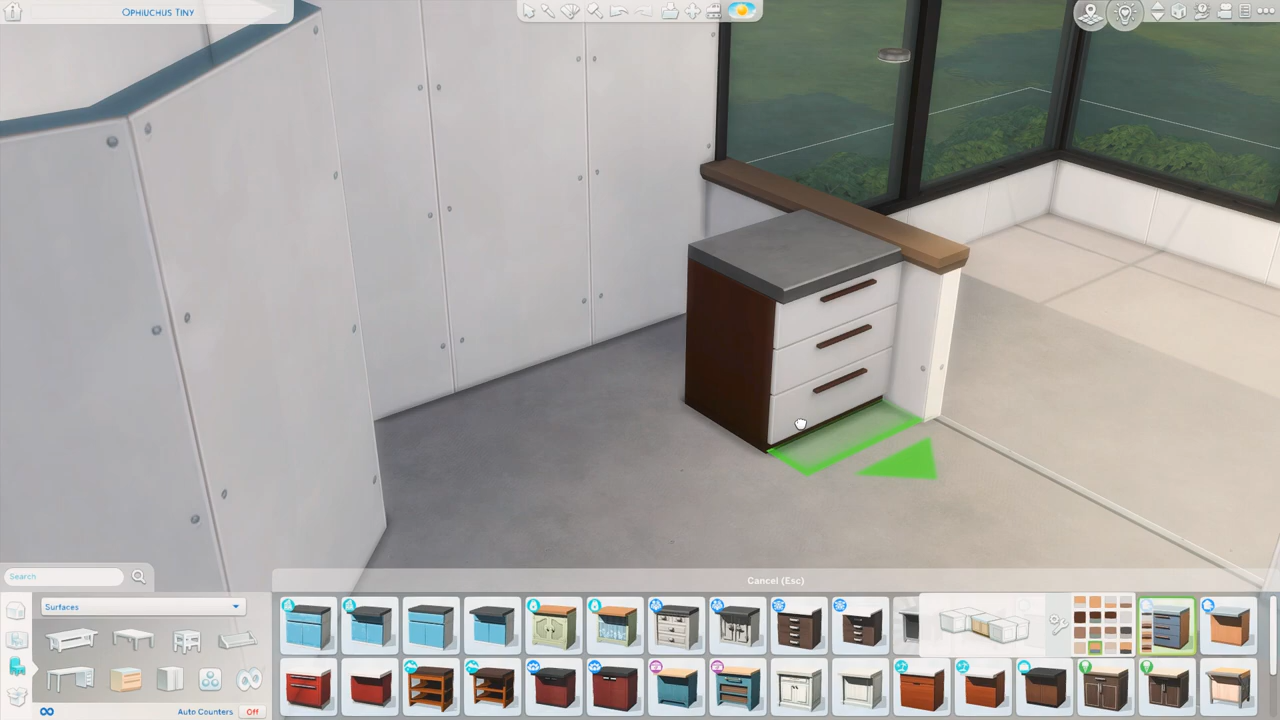 Ophiuchus Tiny
Cancel (Esc)
Search
Surfaces
Auto Counters Off